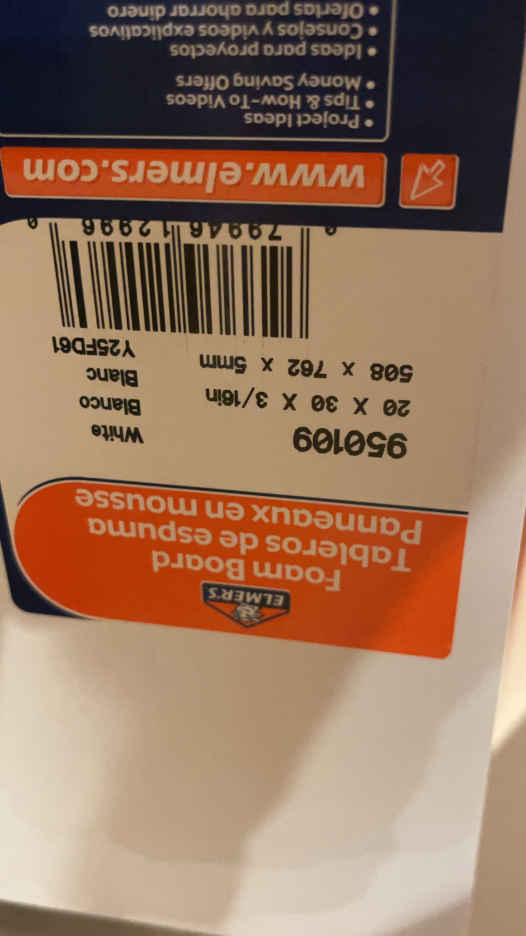 ELMER'S
Foam Board
Tableros de espuma
Panneaux en mousse
950109 White
20 X 30 X 3/16in Blanco
508 x 762 x 5mm Blanc
Y25FD61
0 79946 12996 0
www.elmers.com
• Project Ideas
• Tips & How-To Videos
• Money Saving Offers
• Ideas para proyectos
• Consejos y videos explicativos
• Ofertas para ahorrar dinero